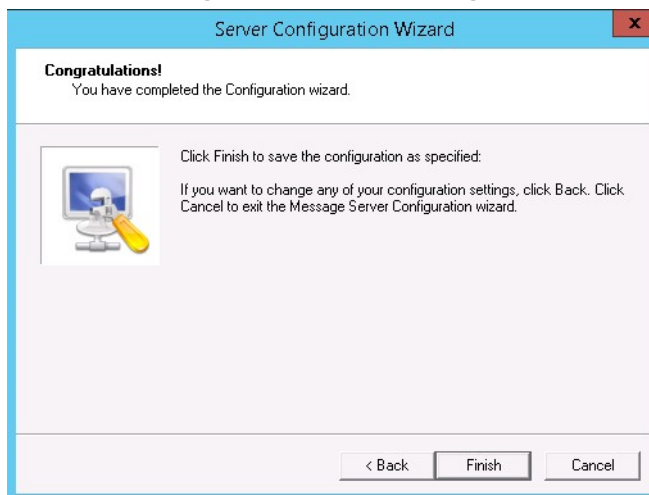 Server Configuration Wizard
x
Congratulations!
You have completed the Configuration wizard.
Click Finish to save the configuration as specified:
If you want to change any of your configuration settings, click Back. Click
Cancel to exit the Message Server Configuration wizard.
< Back
Finish
Cancel